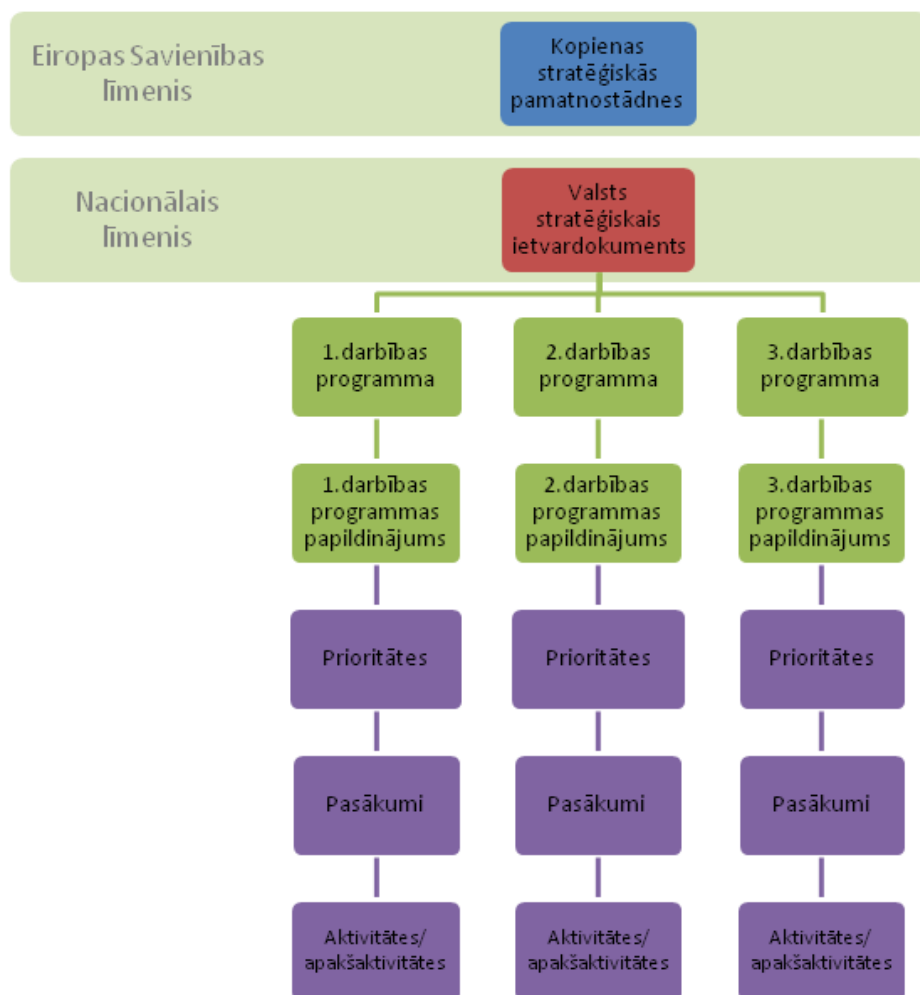 Eiropas Savienības
līmenis
Kopienas
stratēģiskās
pamatnostādnes
Nacionālais
līmenis
Valsts
stratēģiskais
ietvardokuments
1.darbības
programma
2.darbības
programma
3.darbības
programma
1.darbības
programmas
papildinājums
2.darbības
programmas
papildinājums
3.darbības
programmas
papildinājums
Prioritātes
Prioritātes
Prioritātes
Pasākumi
Pasākumi
Pasākumi
Aktivitātes/
apakšaktivitātes
Aktivitātes/
apakšaktivitātes
Aktivitātes/
apakšaktivitātes